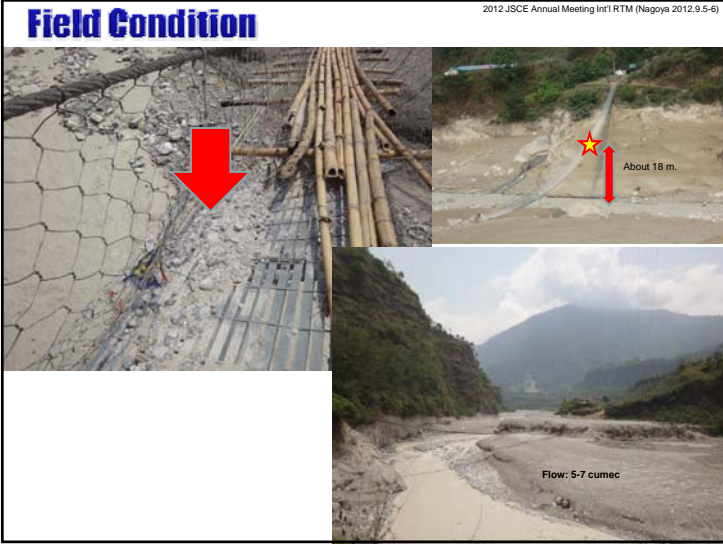 2012 JSCE Annual Meeting Int'l RTM (Nagoya 2012.9.5-6)
Field Condition
About 18 m.
Flow: 5-7 cumec